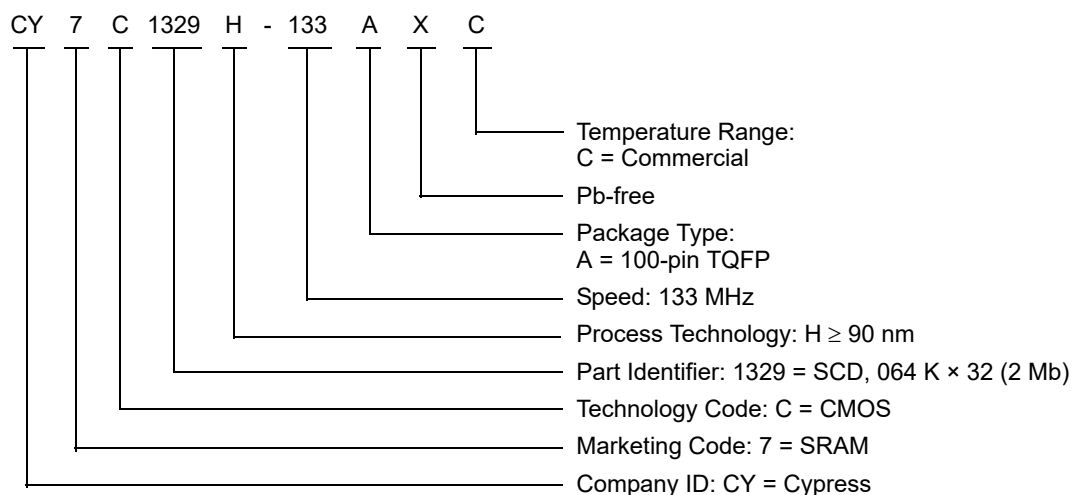 CY 7 C 1329 H - 133 A X C
Temperature Range:
C = Commercial
Pb-free
Package Type:
A = 100-pin TQFP
Speed: 133 MHz
Process Technology: H ≥ 90 nm
Part Identifier: 1329 = SCD, 064 K × 32 (2 Mb)
Technology Code: C = CMOS
Marketing Code: 7 = SRAM
Company ID: CY = Cypress